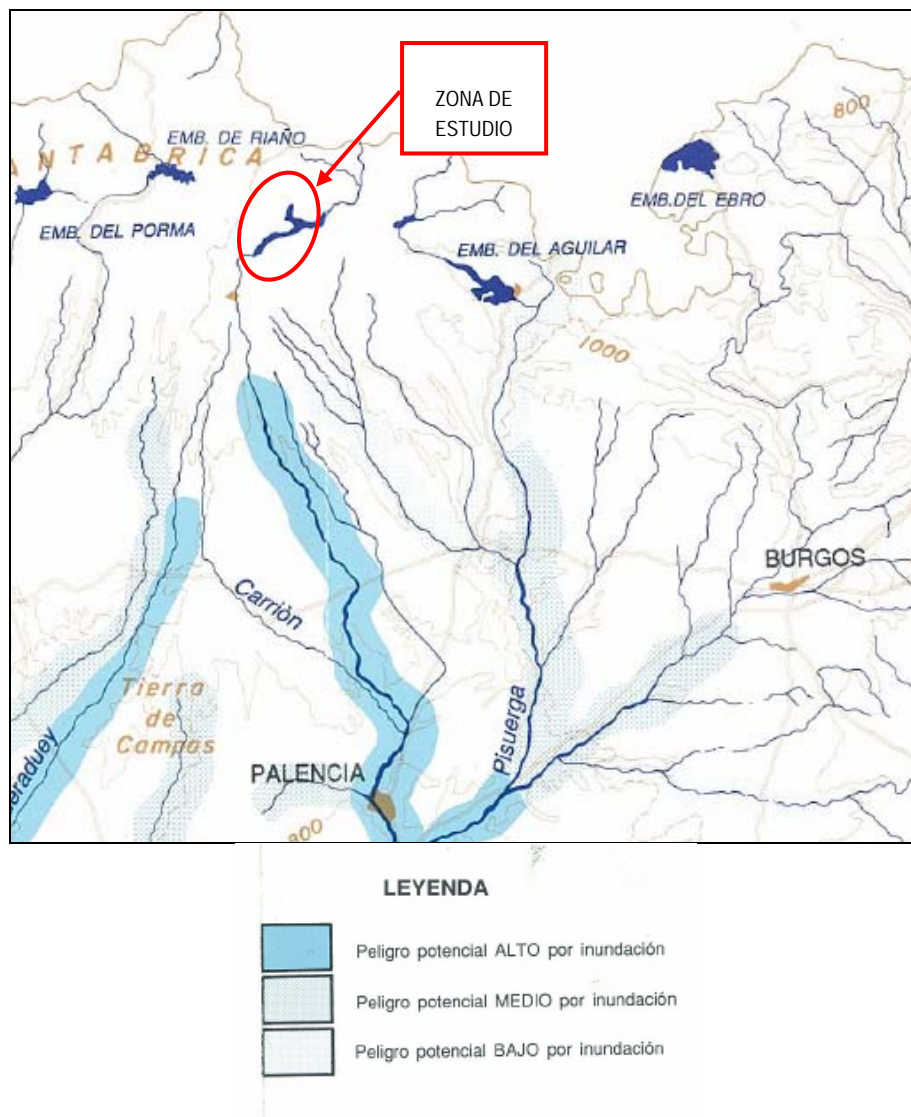 ZONA DE
ESTUDIO
800
EMB. DE RIAÑO
ANTABRICA
EMB. DEL PORMA
EMB.DEL EBRO
EMB. DEL AGUILAR
1000
BURGOS
Carriòn
Tierra
de
Campos
Pisuerga
eraduey
PALENCIA
800
LEYENDA
Peligro potencial ALTO por inundación
Peligro potencial MEDIO por inundación
Peligro potencial BAJO por inundación